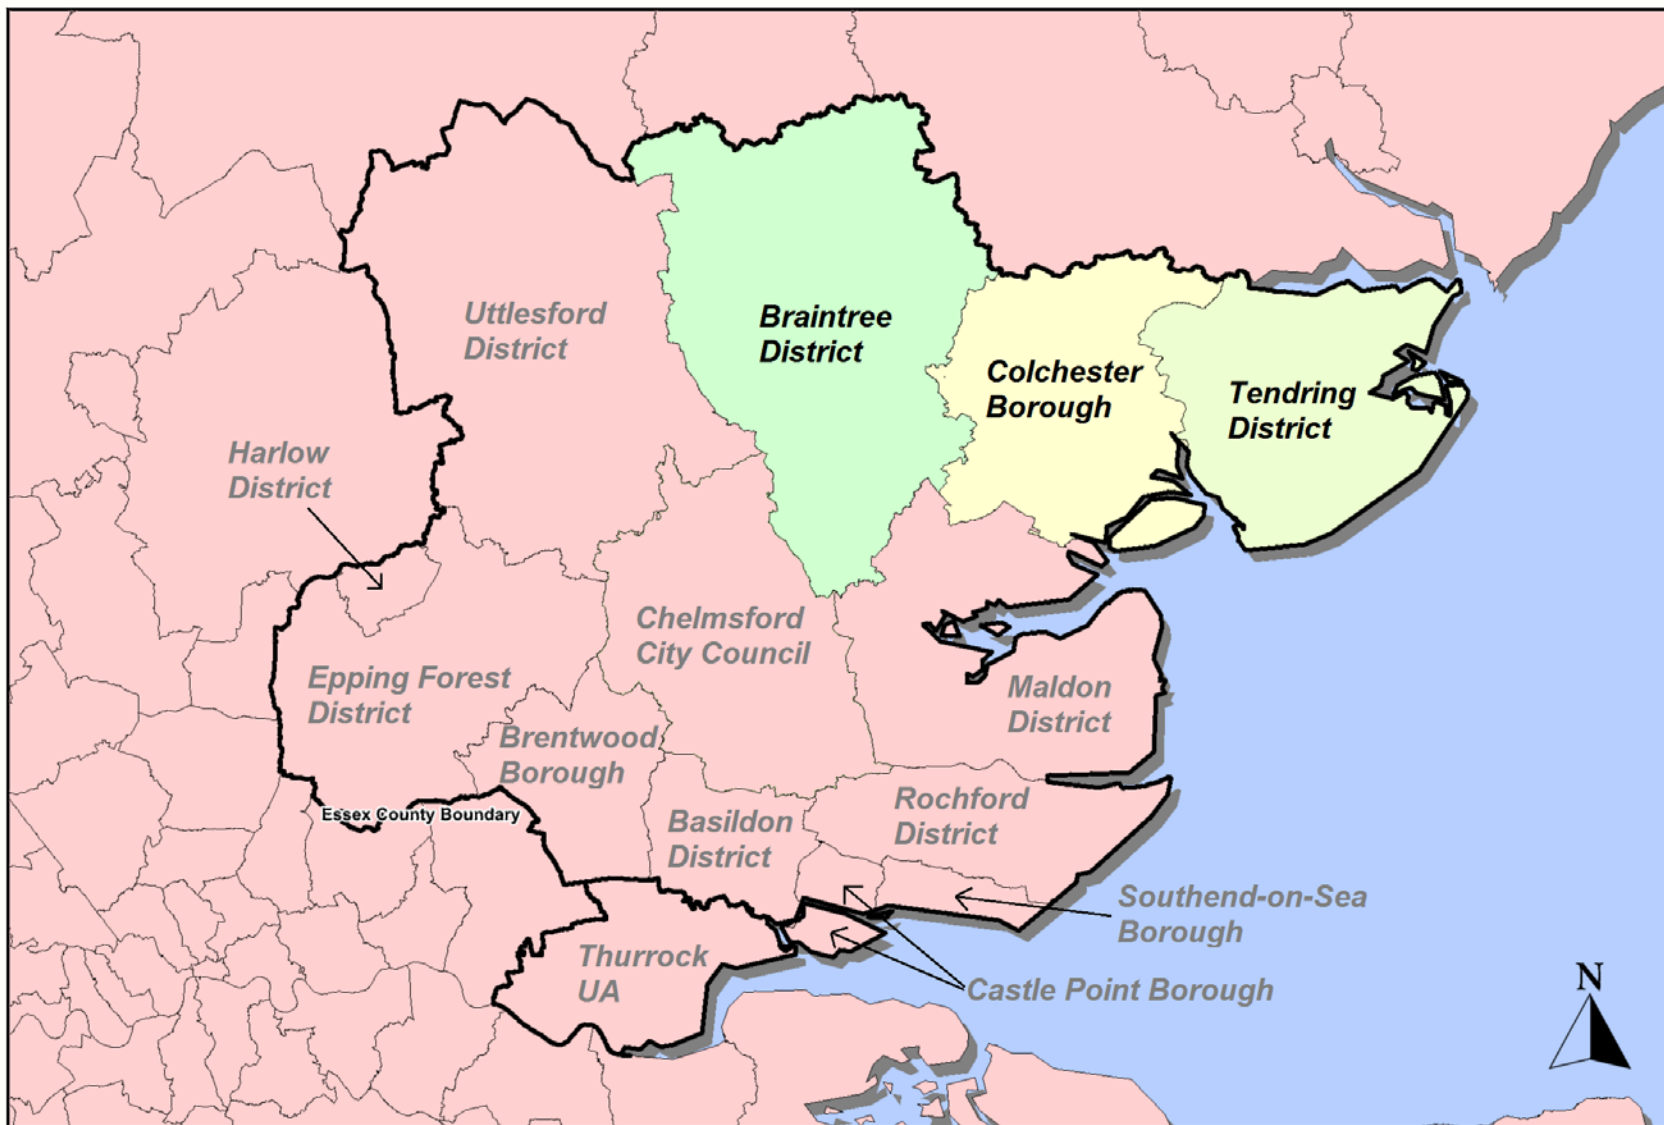 Uttlesford
District
Braintree
District
Colchester
Borough
Tendring
District
Harlow
District
Chelmsford
City Council
Epping Forest
District
Maldon
District
Brentwood
Borough
Essex County Boundary
Basildon
District
Rochford
District
Southend-on-Sea
Borough
Thurrock
UA
Castle Point Borough
N